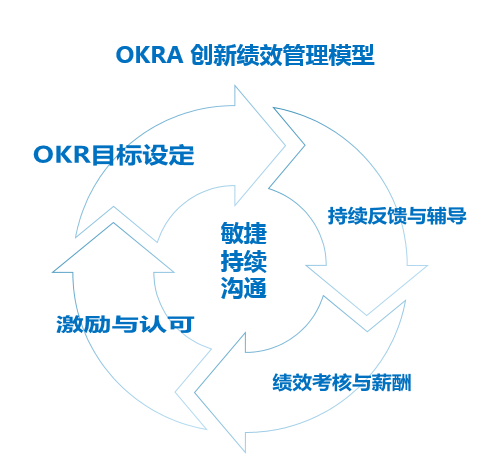 OKRA 创新绩效管理模型
OKR目标设定
持续反馈与辅导
敏捷
持续
沟通
激励与认可
绩效考核与薪酬